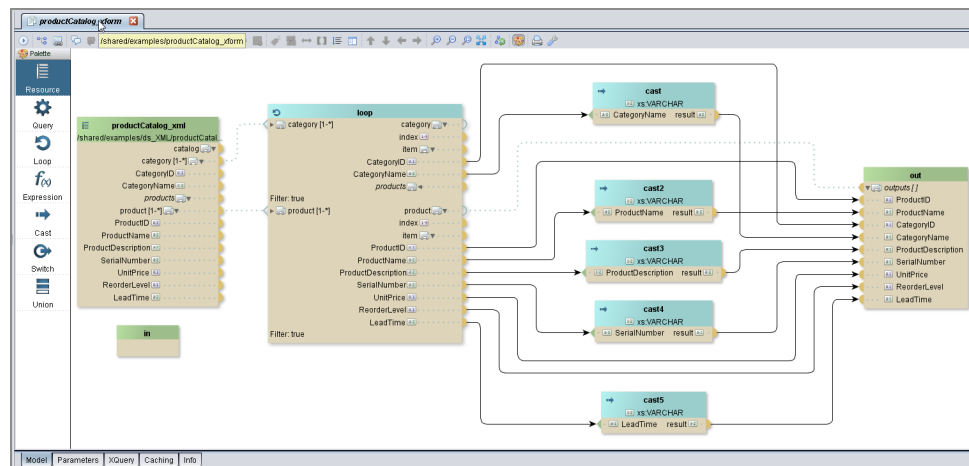 productCatalog_xform
/shared/examples/productCatalog_xform
Palette
Resource
Query
Loop
f(x)
Expression
Cast
Switch
Union
productCatalog_xml
/shared/examples/ds_XML/productCatal...
catalog
category [1-*]
CategoryID
CategoryName
products
product [1-*]
ProductID
ProductName
ProductDescription
SerialNumber
UnitPrice
ReorderLevel
LeadTime
in
loop
category [1-*] category
index
item
CategoryID
CategoryName
products
Filter: true
product [1-*] product
index
item
ProductID
ProductName
ProductDescription
SerialNumber
UnitPrice
ReorderLevel
LeadTime
Filter: true
cast
xs:VARCHAR
CategoryName result
cast2
xs:VARCHAR
ProductName result
cast3
xs:VARCHAR
ProductDescription result
cast4
xs:VARCHAR
SerialNumber result
cast5
xs:VARCHAR
LeadTime result
out
outputs [ ]
ProductID
ProductName
CategoryID
CategoryName
ProductDescription
SerialNumber
UnitPrice
ReorderLevel
LeadTime
Model Parameters XQuery Caching Info